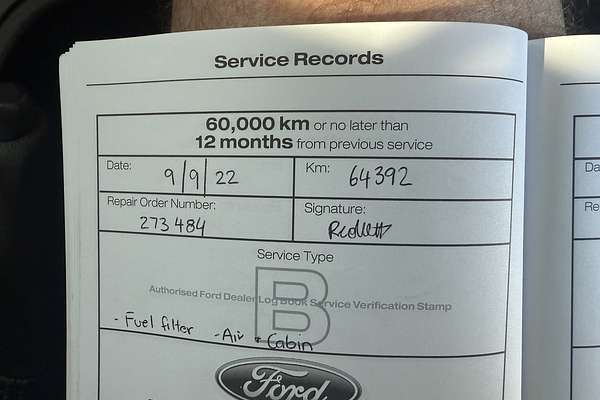 Service Records
60,000 km or no later than
12 months from previous service
Date: 9/9/22 Km: 64392
Repair Order Number: Signature:
273484
Service Type
B
Authorised Ford Dealer Log Book Service Verification Stamp
- Fuel filter - Air + Cabin
Ford
Da
Re